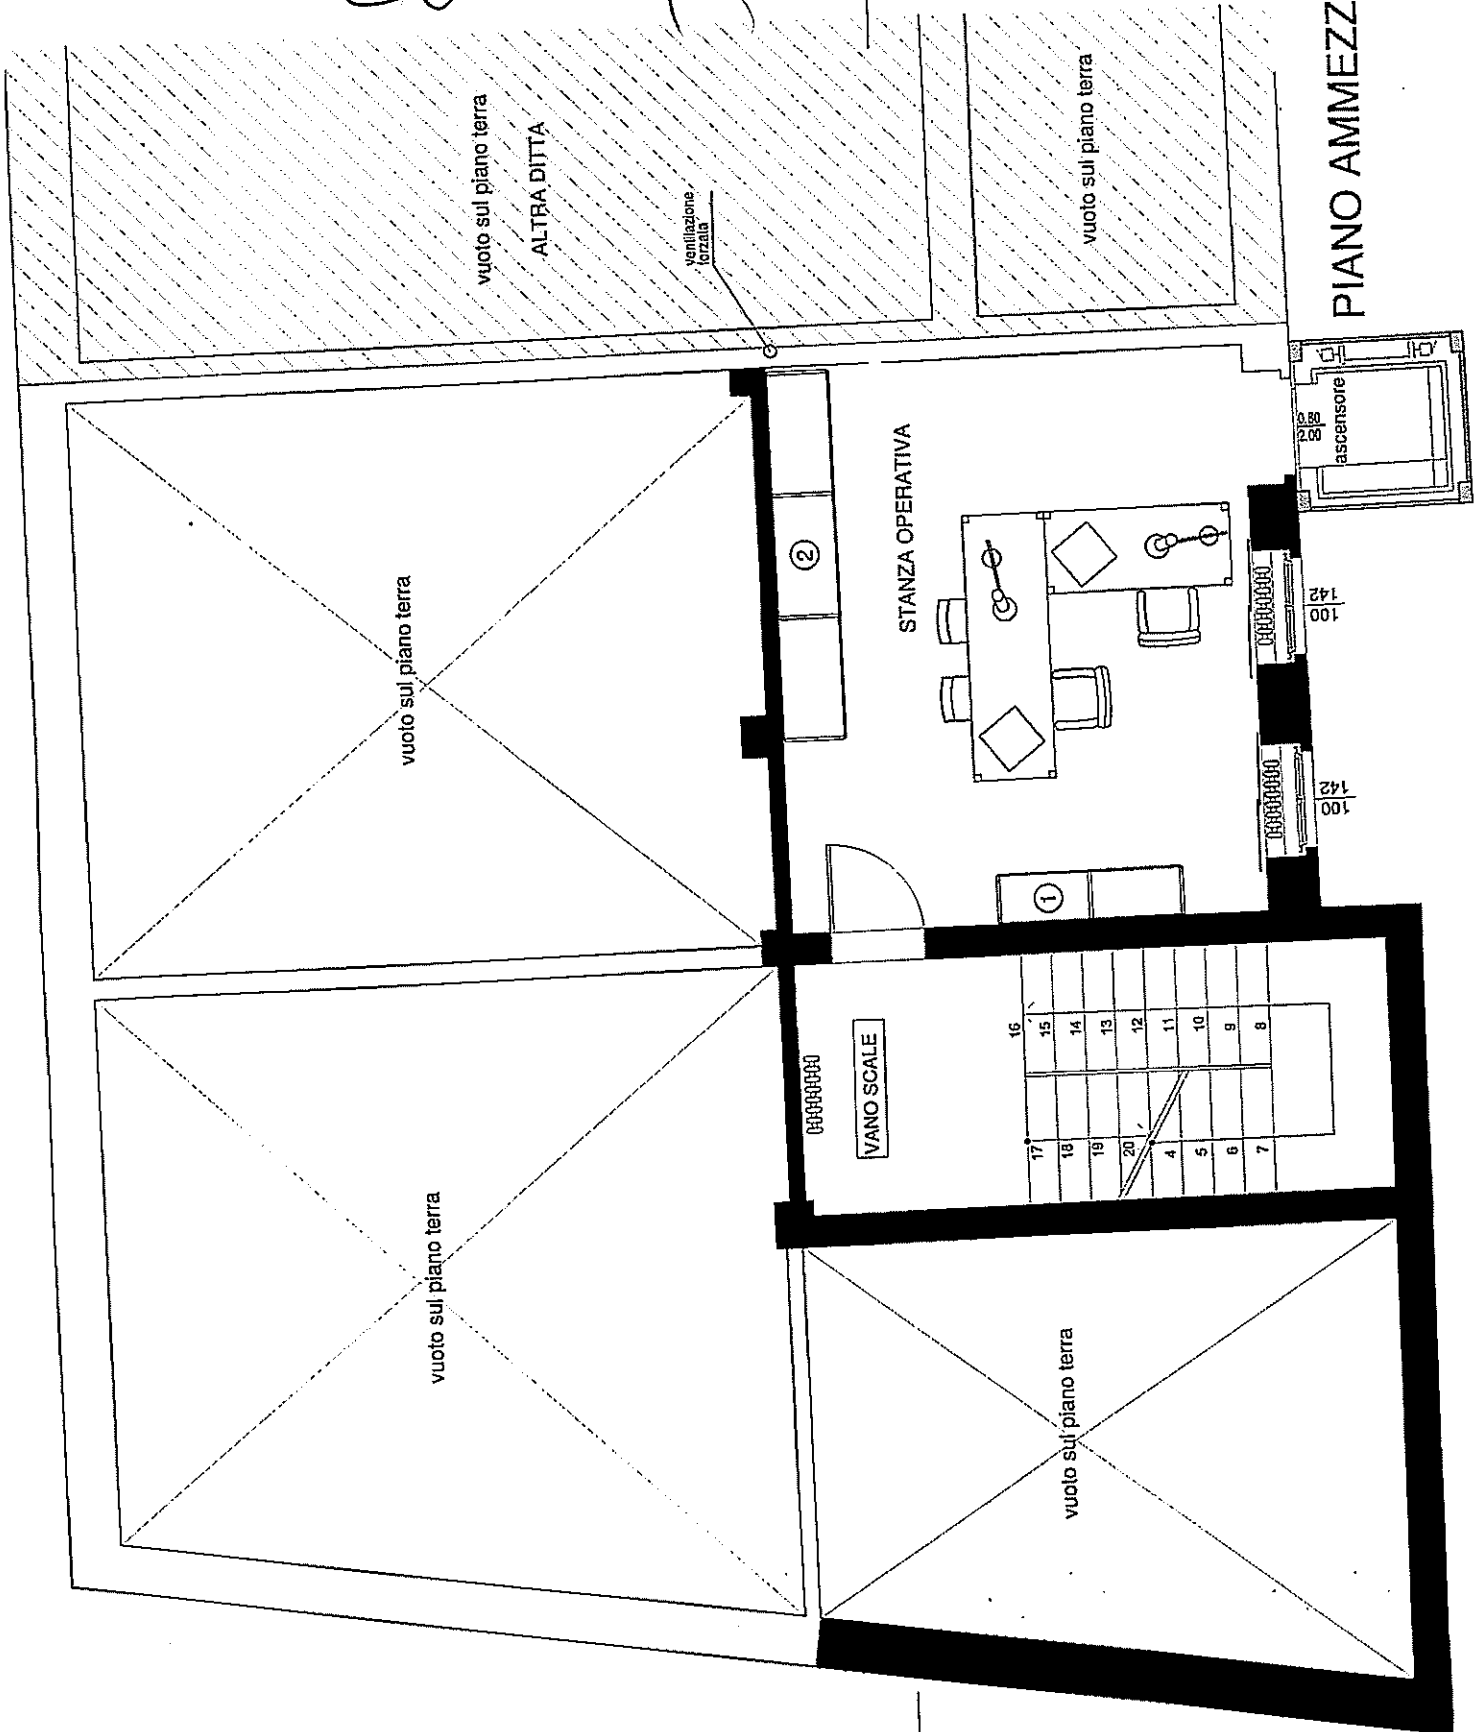 vuoto sul piano terra
ALTRA DITTA
vuoto sul piano terra
ventilazione
forzata
PIANO AMMEZZ
vuoto sul piano terra
2
STANZA OPERATIVA
0.80
2.00
ascensore
100
142
100
142
1
VANO SCALE
16
15
14
13
12
11
10
9
8
17
18
19
20
4
5
6
7
vuoto sul piano terra
vuoto sul piano terra